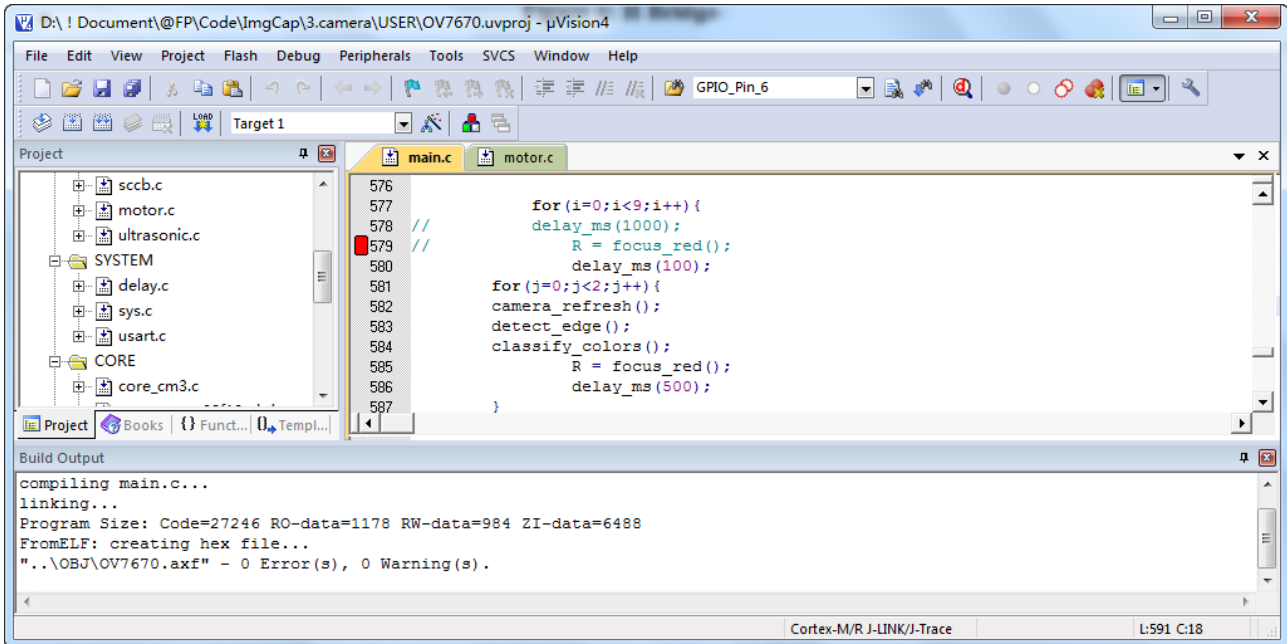 D:\ ! Document\@FP\Code\ImgCap\3.camera\USER\OV7670.uvproj - µVision4
File Edit View Project Flash Debug Peripherals Tools SVCS Window Help
GPIO_Pin_6
LOAD Target 1
Project
sccb.c
motor.c
ultrasonic.c
SYSTEM
delay.c
sys.c
usart.c
CORE
core_cm3.c
Project Books {} Funct... Templ...
main.c motor.c
576
577 for(i=0;i<9;i++){
578 // delay_ms(1000);
579 // R = focus_red();
580 delay_ms(100);
581 for(j=0;j<2;j++){
582 camera_refresh();
583 detect_edge();
584 classify_colors();
585 R = focus_red();
586 delay_ms(500);
587 }
Build Output
compiling main.c...
linking...
Program Size: Code=27246 RO-data=1178 RW-data=984 ZI-data=6488
FromELF: creating hex file...
"..\OBJ\OV7670.axf" - 0 Error(s), 0 Warning(s).
Cortex-M/R J-LINK/J-Trace L:591 C:18